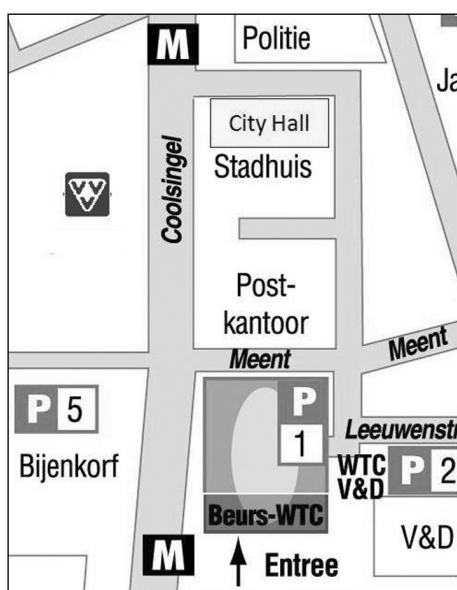 M
Politie
Ja
City Hall
Stadhuis
Coolsingel
VVV
Post-
kantoor
Meent
Meent
P 5
P
1
Leeuwenstr
Bijenkorf
WTC
V&D
P 2
Beurs-WTC
V&D
M
Entree